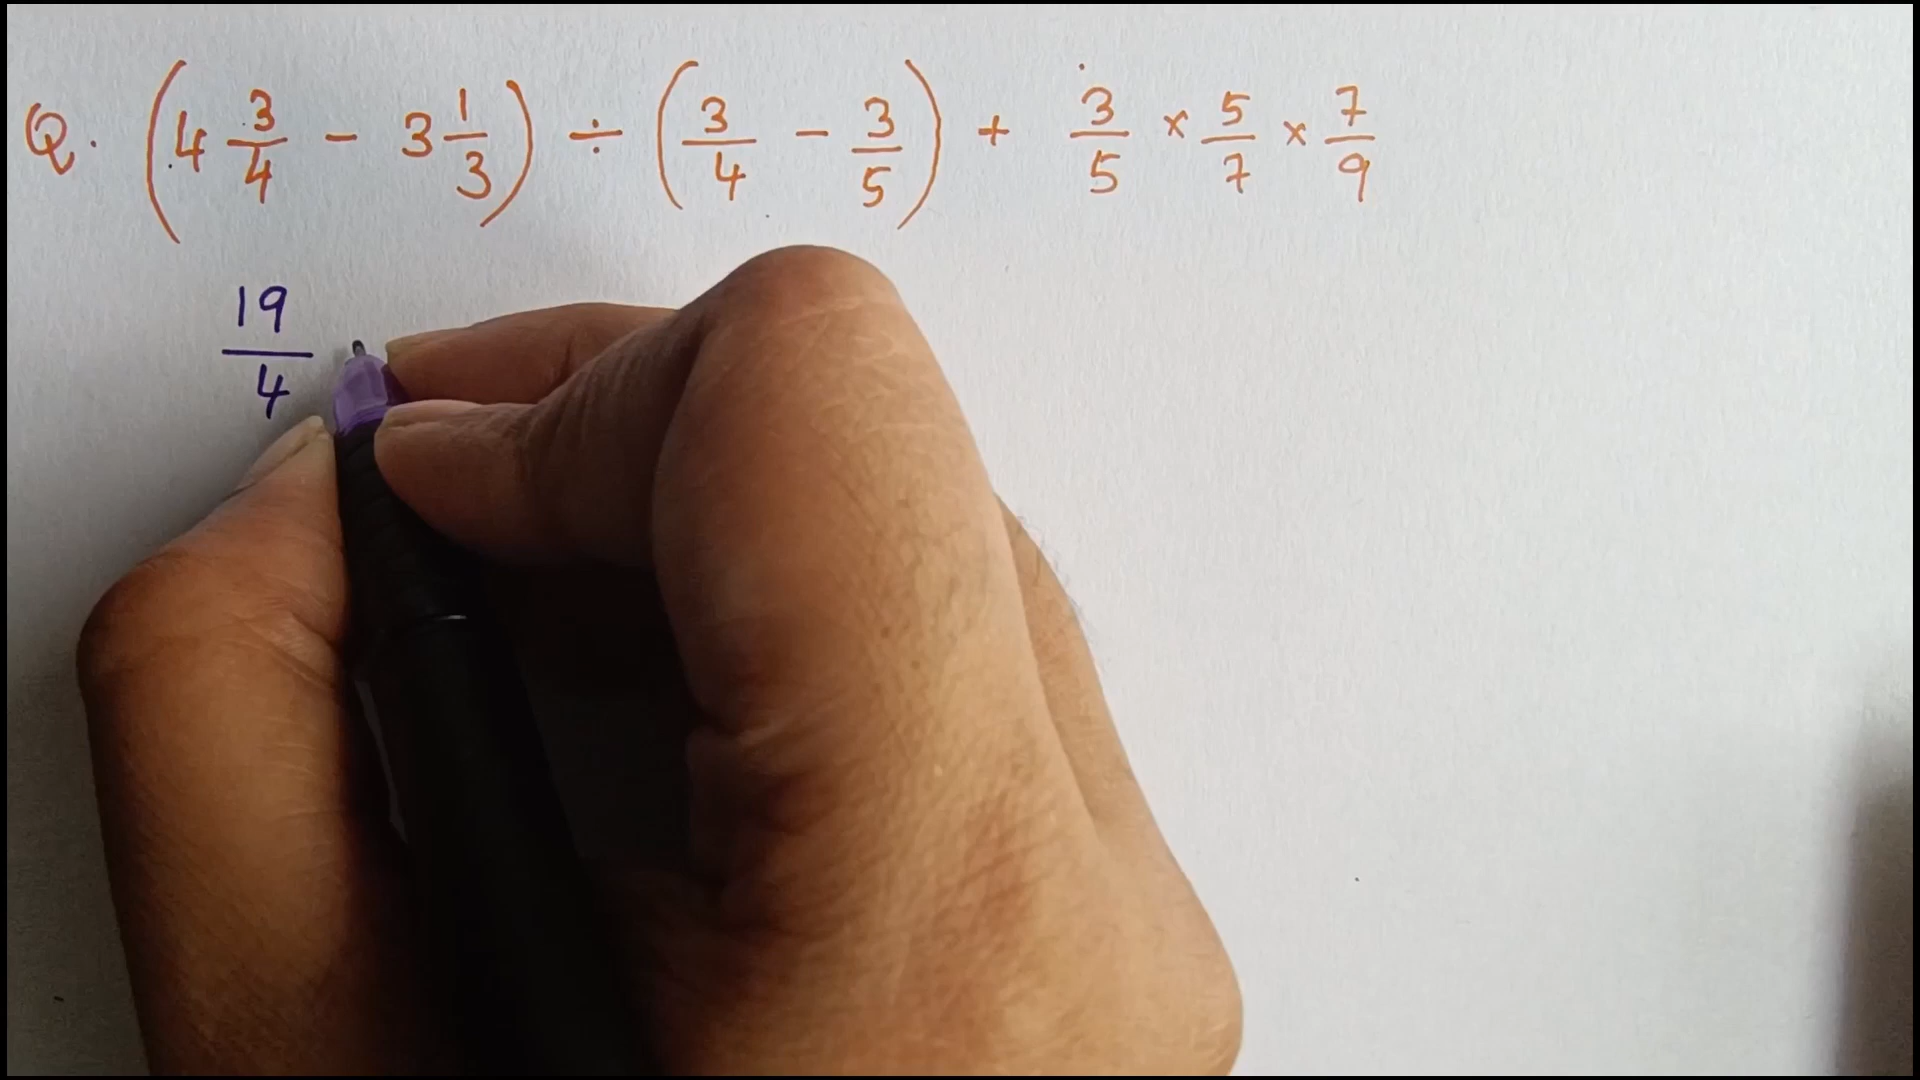 Q. (4 3/4 - 3 1/3) ÷ (3/4 - 3/5) + 3/5 × 5/7 × 7/9
19/4